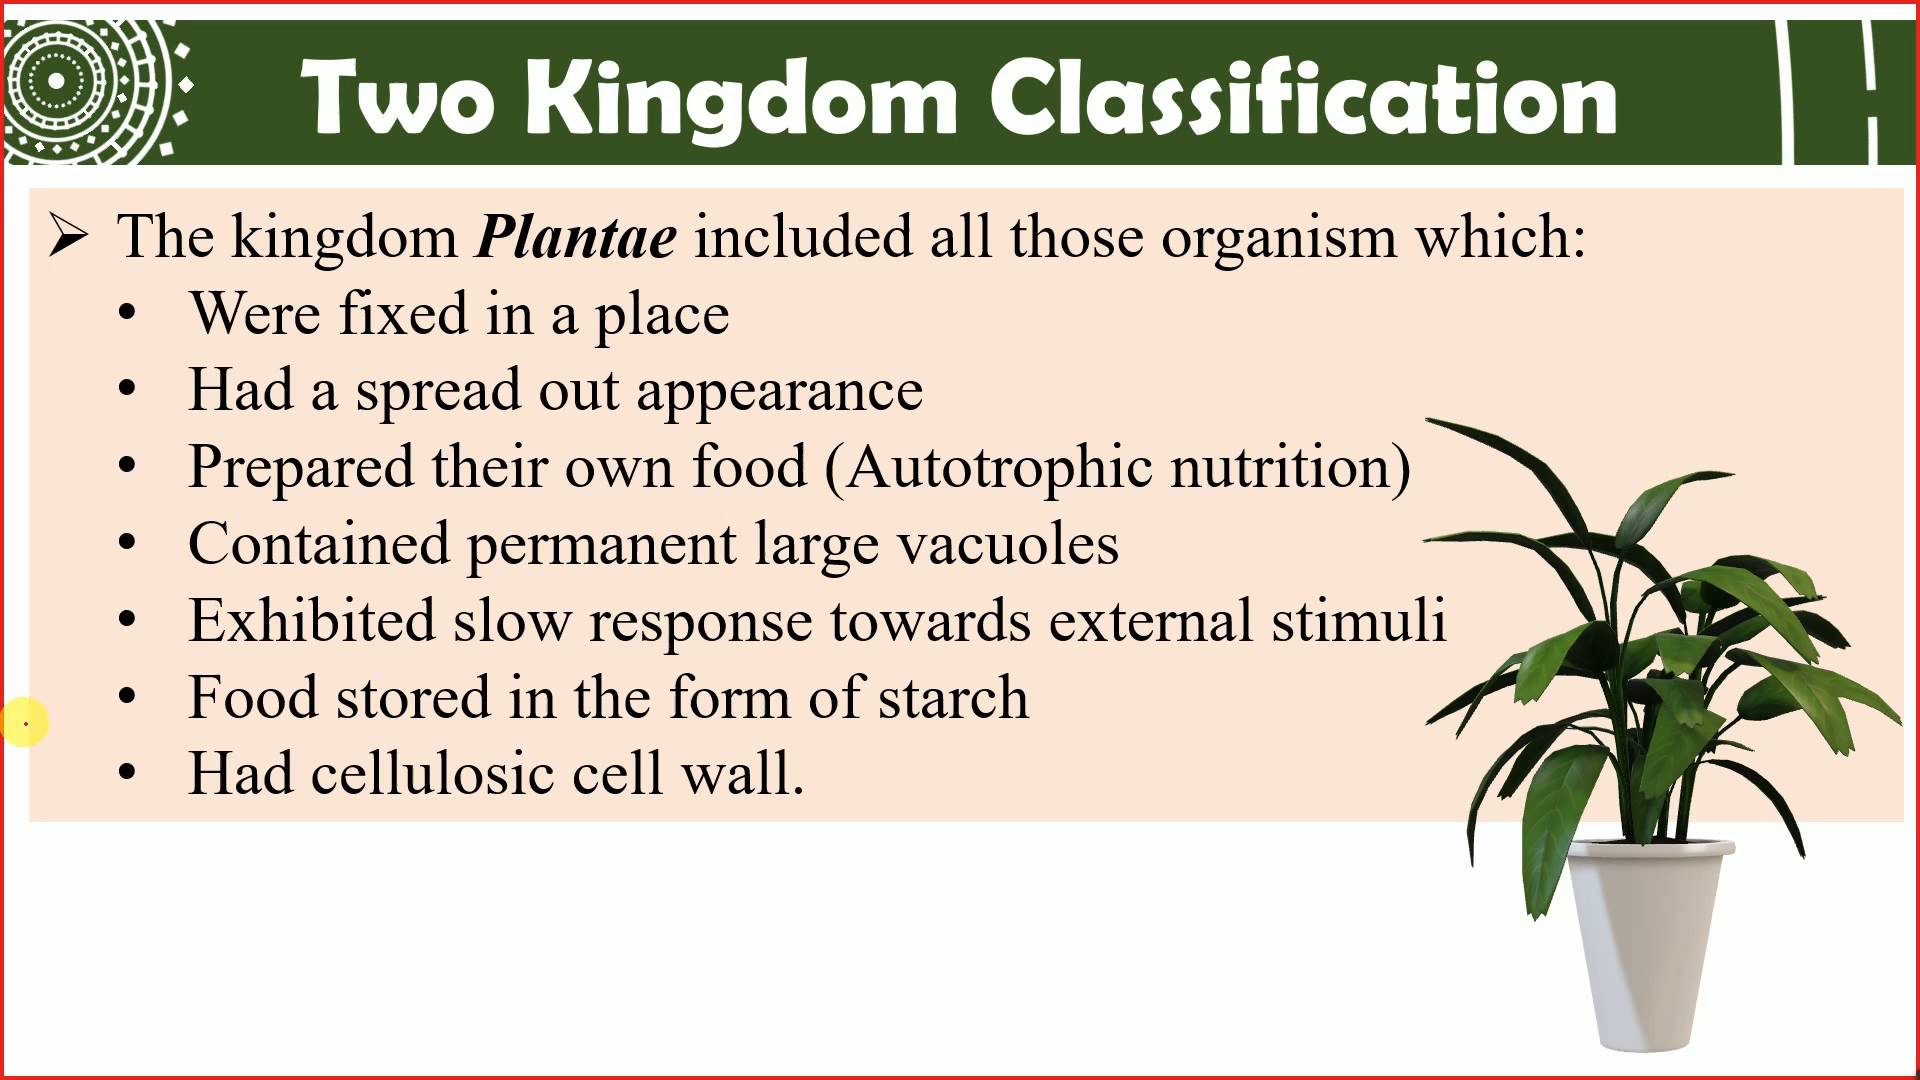 Two Kingdom Classification
➢ The kingdom Plantae included all those organism which:
• Were fixed in a place
• Had a spread out appearance
• Prepared their own food (Autotrophic nutrition)
• Contained permanent large vacuoles
• Exhibited slow response towards external stimuli
• Food stored in the form of starch
• Had cellulosic cell wall.